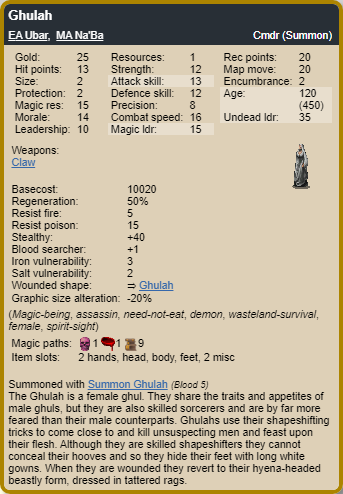 Ghulah
EA Ubar, MA Na'Ba Cmdr (Summon)
Gold: 25 Resources: 1 Rec points: 20
Hit points: 13 Strength: 12 Map move: 20
Size: 2 Attack skill: 13 Encumbrance: 2
Protection: 2 Defence skill: 12 Age: 120
Magic res: 15 Precision: 8 (450)
Morale: 14 Combat speed: 16 Undead ldr: 35
Leadership: 10 Magic ldr: 15
Weapons:
Claw
Basecost: 10020
Regeneration: 50%
Resist fire: 5
Resist poison: 15
Stealthy: +40
Blood searcher: +1
Iron vulnerability: 3
Salt vulnerability: 2
Wounded shape: ⇒ Ghulah
Graphic size alteration: -20%
(Magic-being, assassin, need-not-eat, demon, wasteland-survival,
female, spirit-sight)
Magic paths: 1 1 9
Item slots: 2 hands, head, body, feet, 2 misc
Summoned with Summon Ghulah (Blood 5)
The Ghulah is a female ghul. They share the traits and appetites of
male ghuls, but they are also skilled sorcerers and are by far more
feared than their male counterparts. Ghulahs use their shapeshifting
tricks to come close to and kill unsuspecting men and feast upon
their flesh. Although they are skilled shapeshifters they cannot
conceal their hooves and so they hide their feet with long white
gowns. When they are wounded they revert to their hyena-headed
beastly form, dressed in tattered rags.